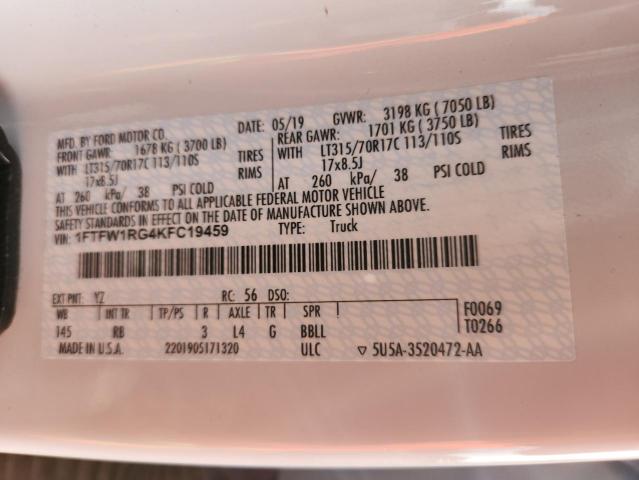 MFD. BY FORD MOTOR CO. DATE: 05/19 GVWR: 3198 KG ( 7050 LB)
FRONT GAWR: 1678 KG ( 3700 LB) REAR GAWR: 1701 KG ( 3750 LB)
WITH LT315/70R17C 113/110S TIRES WITH LT315/70R17C 113/110S TIRES
17x8.5J RIMS 17x8.5J RIMS
AT 260 kPa/ 38 PSI COLD AT 260 kPa/ 38 PSI COLD
THIS VEHICLE CONFORMS TO ALL APPLICABLE FEDERAL MOTOR VEHICLE
SAFETY STANDARDS IN EFFECT ON THE DATE OF MANUFACTURE SHOWN ABOVE.
VIN: 1FTFW1RG4KFC19459 TYPE: Truck
EXT PNT: YZ RC: 56 DSO: F0069
WB INT TR TP/PS R AXLE TR SPR T0266
145 RB 3 L4 G BBLL
MADE IN U.S.A. 2201905171320 ULC ▽ 5U5A-3520472-AA